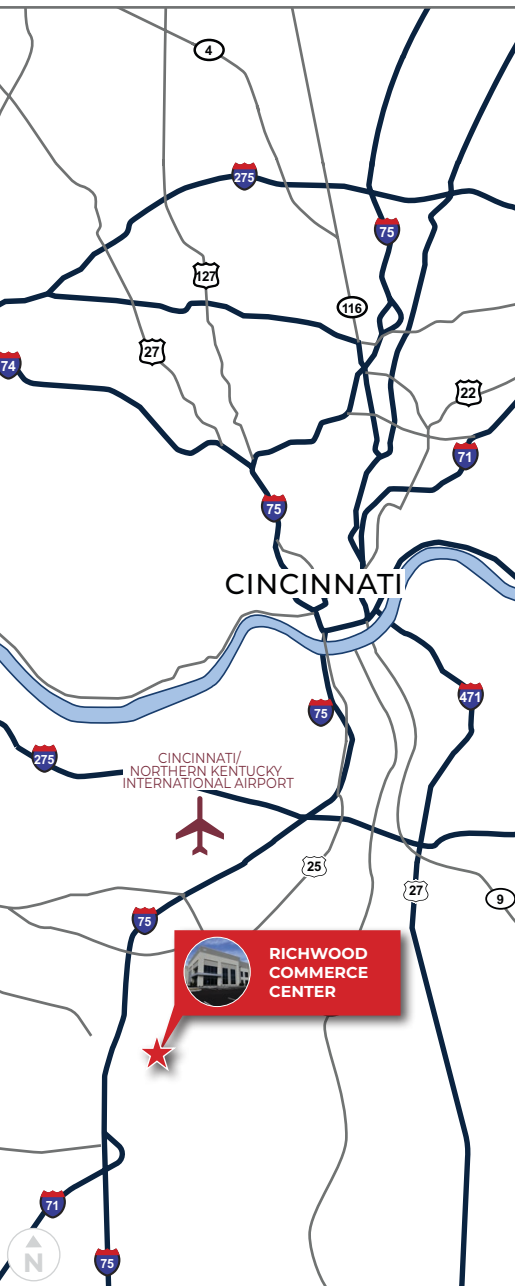 4
275
75
127
116
27
74
22
71
75
CINCINNATI
471
75
275
CINCINNATI/
NORTHERN KENTUCKY
INTERNATIONAL AIRPORT
25
27
9
75
RICHWOOD
COMMERCE
CENTER
71
75
N